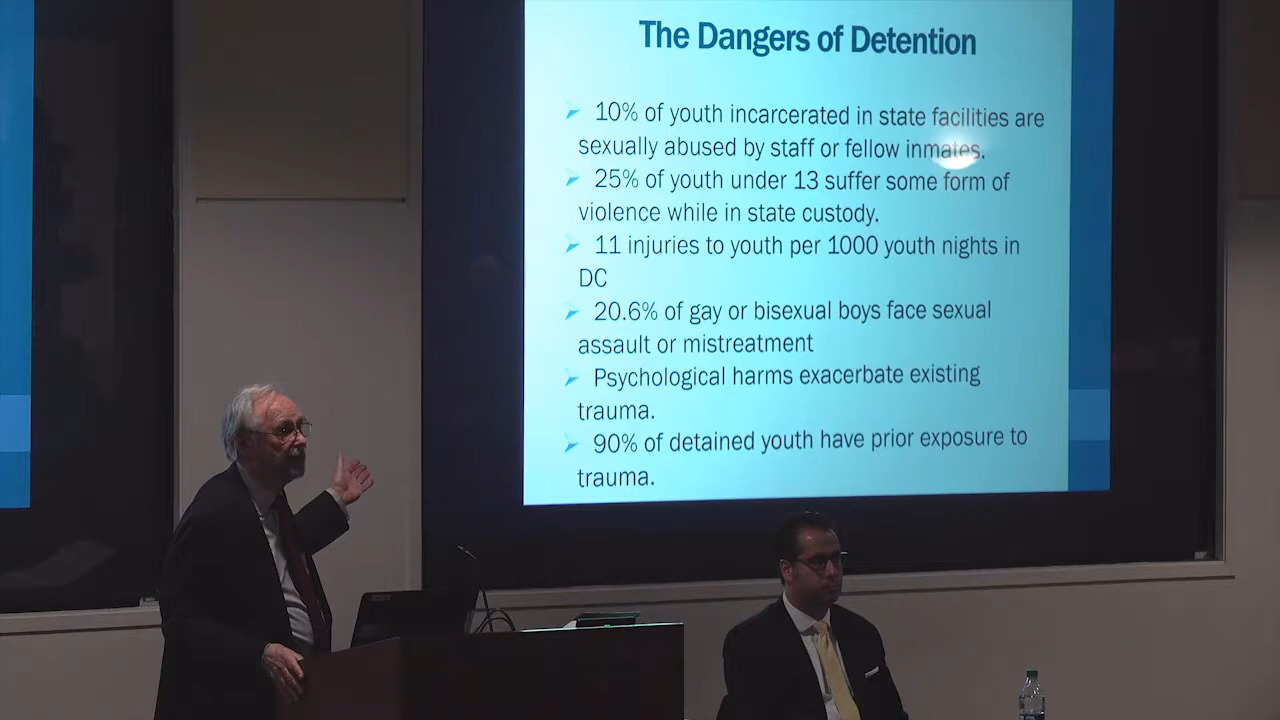 The Dangers of Detention
10% of youth incarcerated in state facilities are
sexually abused by staff or fellow inmates.
25% of youth under 13 suffer some form of
violence while in state custody.
11 injuries to youth per 1000 youth nights in
DC
20.6% of gay or bisexual boys face sexual
assault or mistreatment
Psychological harms exacerbate existing
trauma.
90% of detained youth have prior exposure to
trauma.